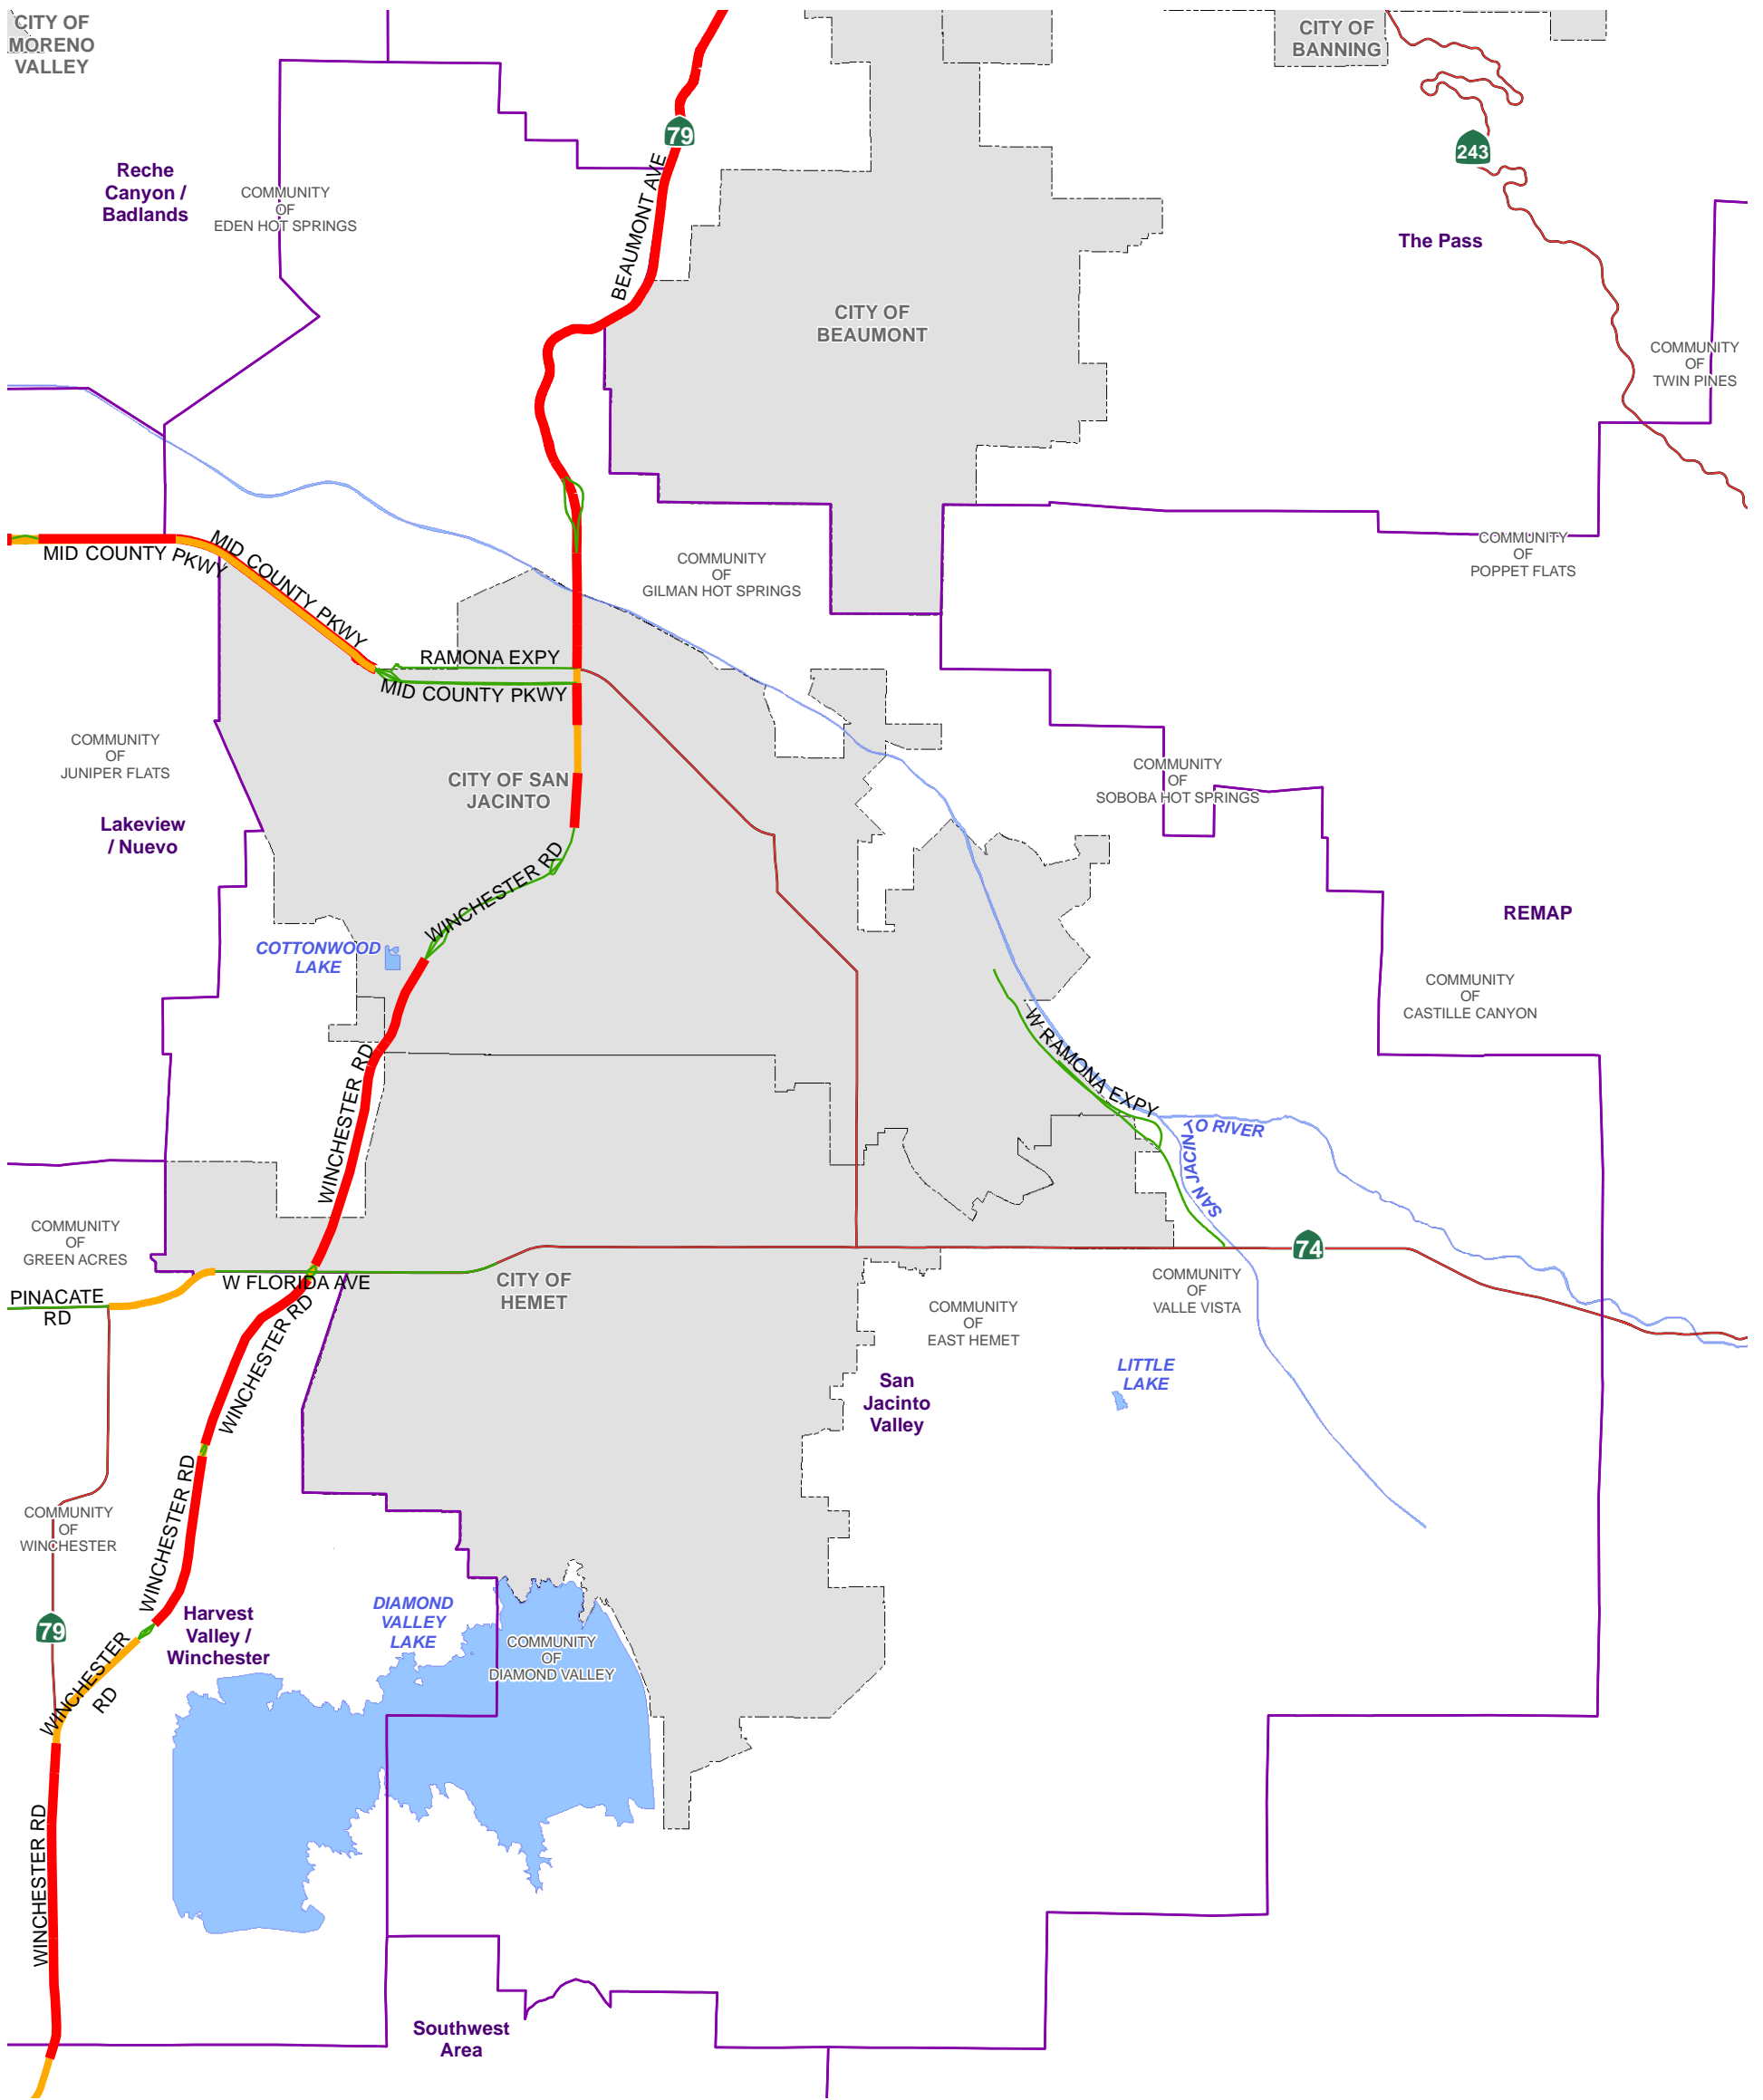 CITY OF
MORENO
VALLEY
CITY OF
BANNING
79
243
BEAUMONT AVE
Reche
Canyon /
Badlands
COMMUNITY
OF
EDEN HOT SPRINGS
The Pass
CITY OF
BEAUMONT
COMMUNITY
OF
TWIN PINES
MID COUNTY PKWY
MID COUNTY PKWY
COMMUNITY
OF
GILMAN HOT SPRINGS
COMMUNITY
OF
POPPET FLATS
RAMONA EXPY
MID COUNTY PKWY
COMMUNITY
OF
JUNIPER FLATS
CITY OF SAN
JACINTO
COMMUNITY
OF
SOBOBA HOT SPRINGS
Lakeview
/ Nuevo
WINCHESTER RD
REMAP
COTTONWOOD
LAKE
COMMUNITY
OF
CASTILLE CANYON
W RAMONA EXPY
WINCHESTER RD
SAN JACINTO RIVER
COMMUNITY
OF
GREEN ACRES
74
W FLORIDA AVE
CITY OF
HEMET
COMMUNITY
OF
VALLE VISTA
PINACATE
RD
COMMUNITY
OF
EAST HEMET
WINCHESTER RD
LITTLE
LAKE
San
Jacinto
Valley
WINCHESTER RD
COMMUNITY
OF
WINCHESTER
79
Harvest
Valley /
Winchester
DIAMOND
VALLEY
LAKE
COMMUNITY
OF
DIAMOND VALLEY
WINCHESTER
RD
WINCHESTER RD
Southwest
Area